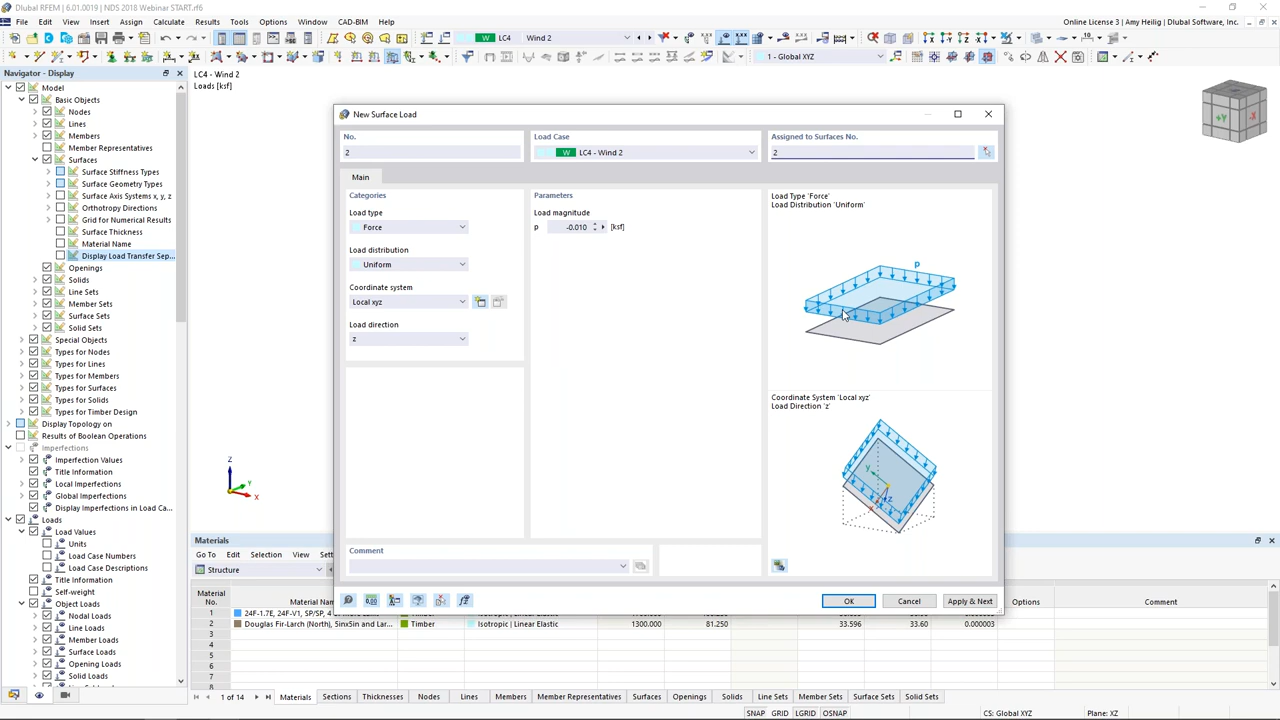 Dlubal RFEM | 6.01.0019 | NDS 2018 Webinar START.rf6
File Edit View Insert Assign Calculate Results Tools Options Window CAD-BIM Help
Online License 3 | Amy Heilig | Dlubal Software, Inc.
W LC4 Wind 2
1 - Global XYZ
Navigator - Display
Model
Basic Objects
Nodes
Lines
Members
Member Representatives
Surfaces
Surface Stiffness Types
Surface Geometry Types
Surface Axis Systems x, y, z
Orthotropy Directions
Grid for Numerical Results
Surface Thickness
Material Name
Display Load Transfer Sep...
Openings
Solids
Line Sets
Member Sets
Surface Sets
Solid Sets
Special Objects
Types for Nodes
Types for Lines
Types for Members
Types for Surfaces
Types for Solids
Types for Timber Design
Display Topology on
Results of Boolean Operations
Imperfections
Imperfection Values
Title Information
Local Imperfections
Global Imperfections
Display Imperfections in Load Ca...
Loads
Load Values
Units
Load Case Numbers
Load Case Descriptions
Title Information
Self-weight
Object Loads
Nodal Loads
Line Loads
Member Loads
Surface Loads
Opening Loads
Solid Loads
LC4 - Wind 2
Loads [ksf]
+Y -X
Z
Y
X
New Surface Load
No.
2
Load Case
W LC4 - Wind 2
Assigned to Surfaces No.
2
Main
Categories
Load type
Force
Load distribution
Uniform
Coordinate system
Local xyz
Load direction
z
Parameters
Load magnitude
p -0.010 [ksf]
Load Type 'Force'
Load Distribution 'Uniform'
p
Coordinate System 'Local xyz'
Load Direction 'z'
y
x
z
Comment
OK Cancel Apply & Next
Materials
Go To Edit Selection View
Structure
Material
No.
Options Comment
1 24F-1.7E, 24F-V1, SP/SP, 4
2 Douglas Fir-Larch (North), 5inx5in and Lar... Timber Isotropic | Linear Elastic 1300.000 81.250 33.596 33.60 0.000003
3
4
5
6
7
8
1 of 14 Materials Sections Thicknesses Nodes Lines Members Member Representatives Surfaces Openings Solids Line Sets Member Sets Surface Sets Solid Sets
SNAP GRID LGRID OSNAP CS: Global XYZ Plane: XZ